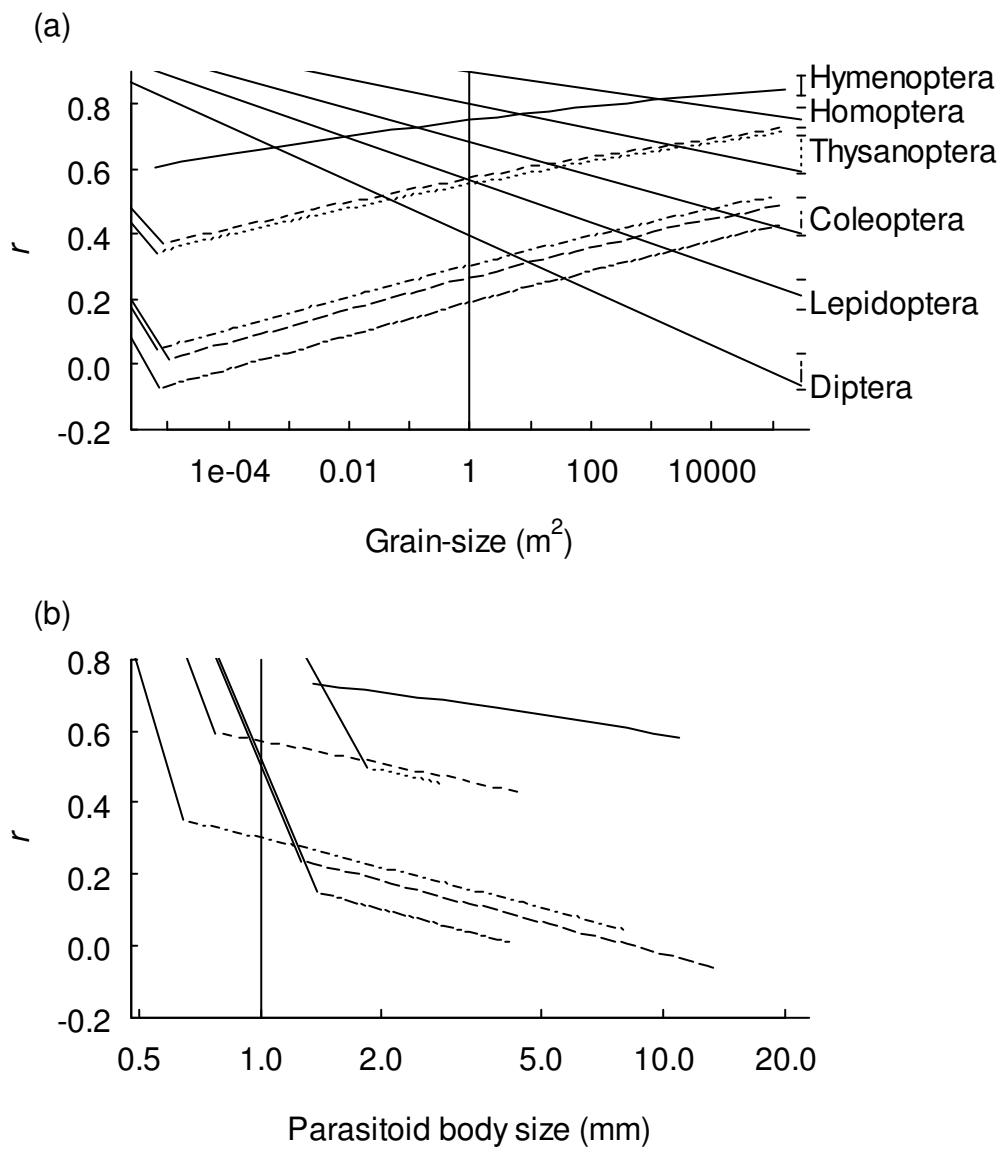 (a)
0.8
0.6
0.4
0.2
0.0
-0.2
r
1e-04 0.01 1 100 10000
Grain-size (m²)
Hymenoptera
Homoptera
Thysanoptera
Coleoptera
Lepidoptera
Diptera
(b)
0.8
0.6
0.4
0.2
0.0
-0.2
r
0.5 1.0 2.0 5.0 10.0 20.0
Parasitoid body size (mm)